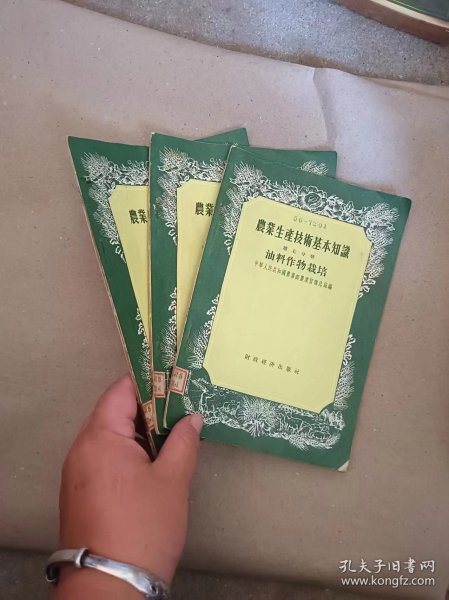 農業
農業
農業生產技術基本知識
第七分冊
油料作物栽培
中華人民共和國農業部農業宣傳總局編
財政經濟出版社
孔夫子旧书网
www.kongfz.com